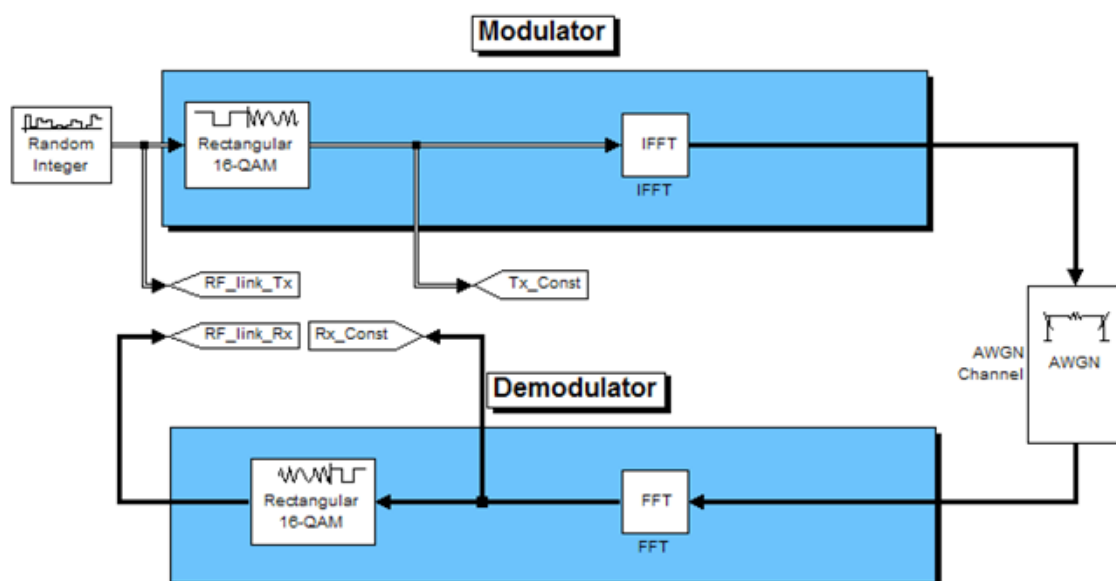 Modulator
Random
Integer
Rectangular
16-QAM
IFFT
IFFT
RF_link_Tx
Tx_Const
RF_link_Rx
Rx_Const
AWGN
Channel
AWGN
Demodulator
Rectangular
16-QAM
FFT
FFT